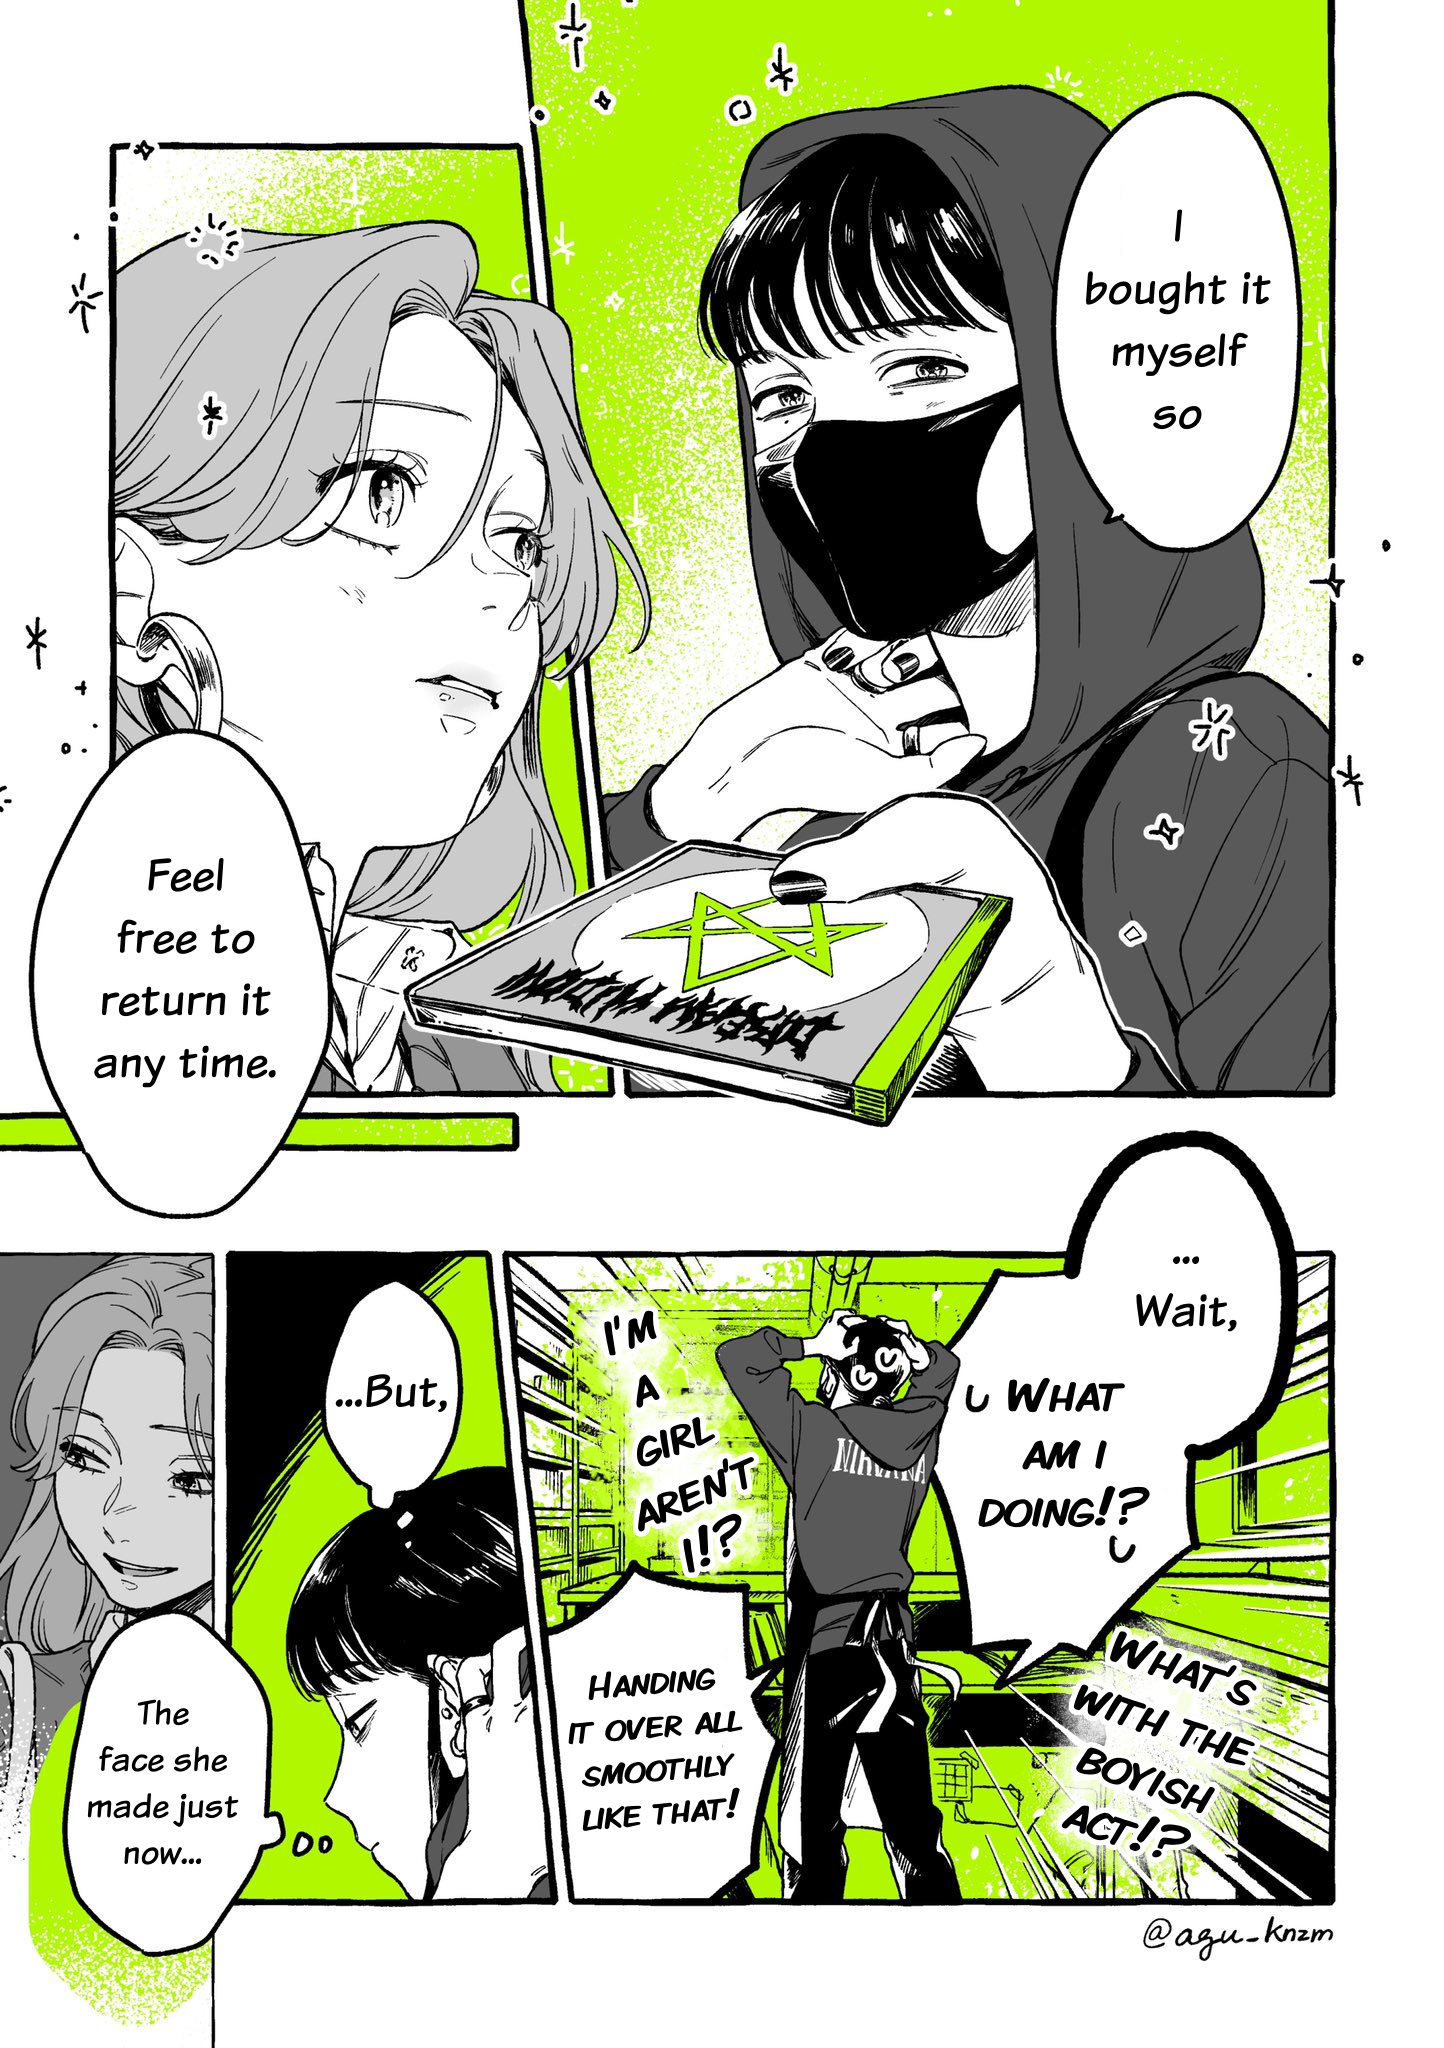 I
bought it
myself
so
Feel
free to
return it
any time.
...
Wait,
WHAT
AM I
DOING!?
WHAT'S
WITH THE
BOYISH
ACT!?
I'M
A
GIRL
AREN'T
I!?
NIRVANA
HANDING
IT OVER ALL
SMOOTHLY
LIKE THAT!
...But,
The
face she
made just
now...
@agu_knzm